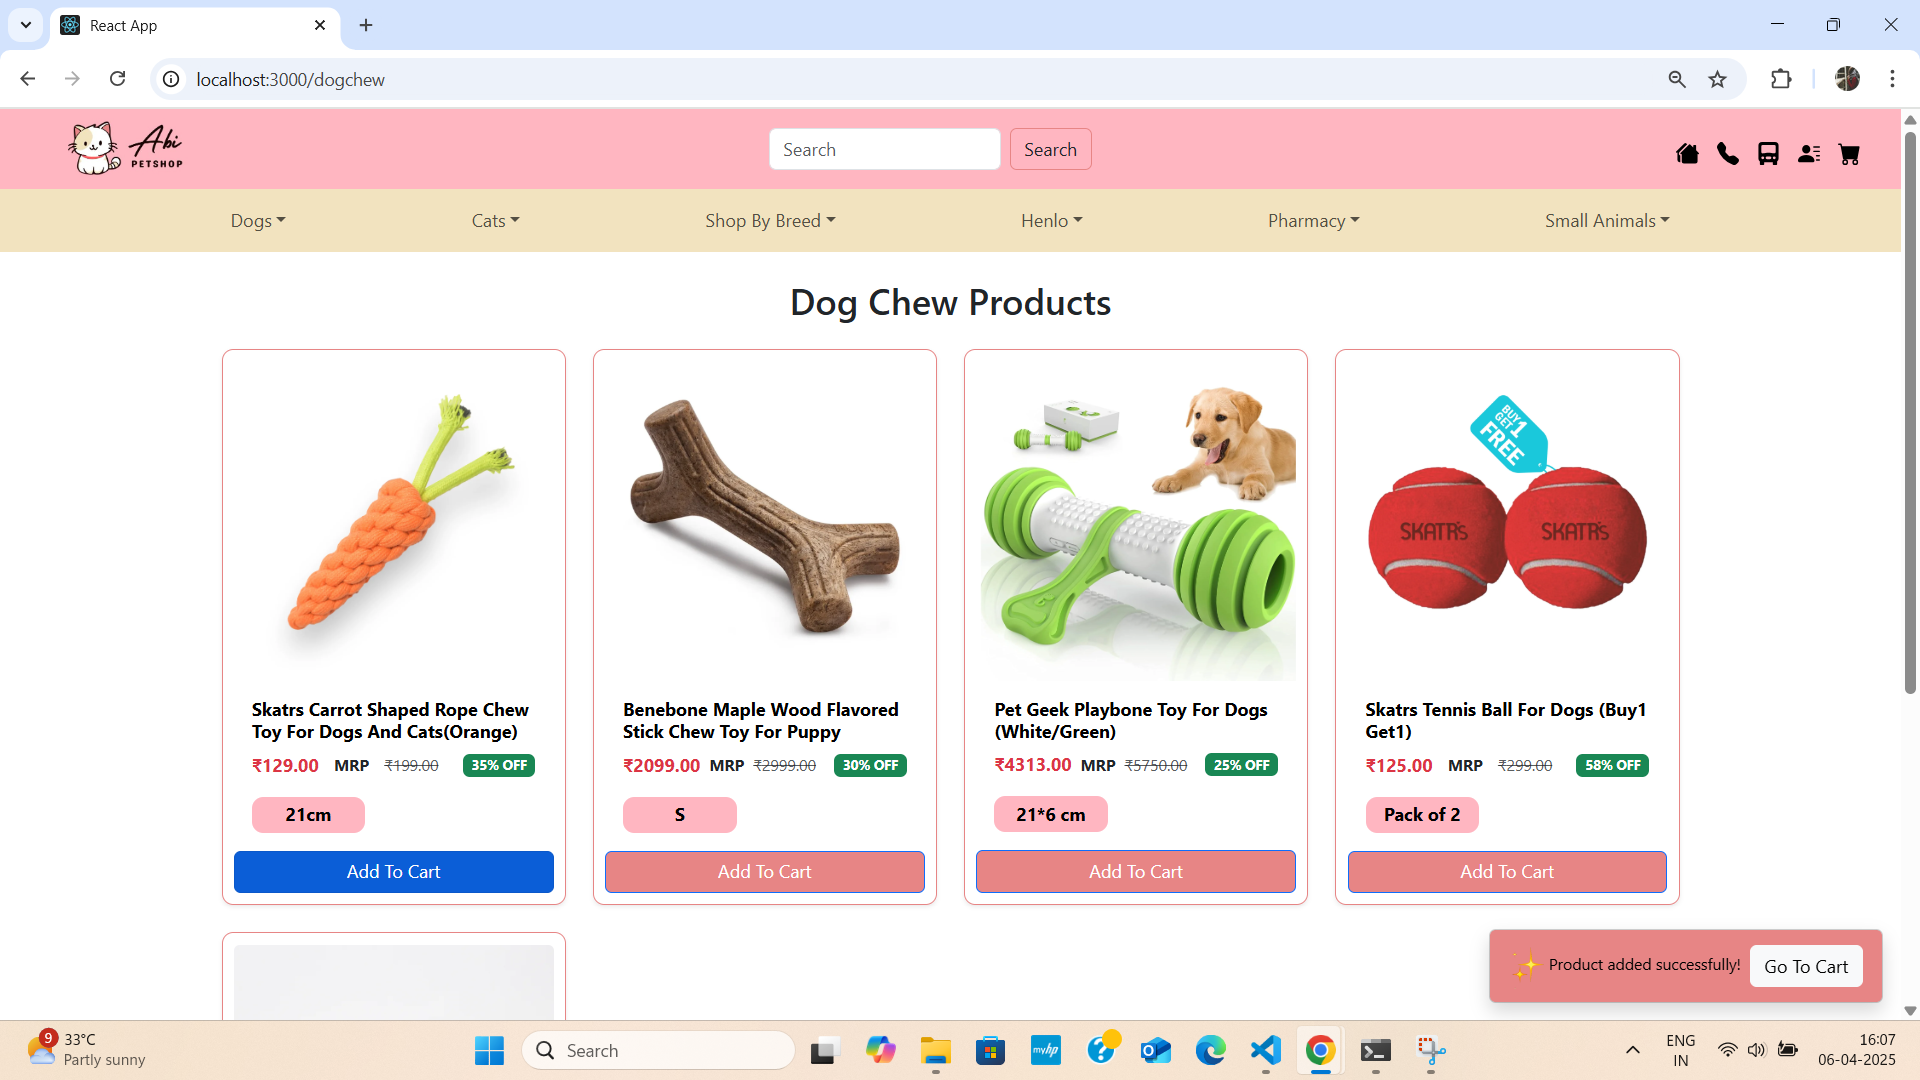 React App
localhost:3000/dogchew
Abi
PETSHOP
Search
Search
Dogs
Cats
Shop By Breed
Henlo
Pharmacy
Small Animals
Dog Chew Products
BUY 1
GET
FREE
SKATRS
SKATRS
Skatrs Carrot Shaped Rope Chew
Toy For Dogs And Cats(Orange)
₹129.00 MRP ₹199.00 35% OFF
21cm
Add To Cart
Benebone Maple Wood Flavored
Stick Chew Toy For Puppy
₹2099.00 MRP ₹2999.00 30% OFF
S
Add To Cart
Pet Geek Playbone Toy For Dogs
(White/Green)
₹4313.00 MRP ₹5750.00 25% OFF
21*6 cm
Add To Cart
Skatrs Tennis Ball For Dogs (Buy1
Get1)
₹125.00 MRP ₹299.00 58% OFF
Pack of 2
Add To Cart
✨ Product added successfully!
Go To Cart
9
33°C
Partly sunny
Search
myhp
ENG
IN
16:07
06-04-2025